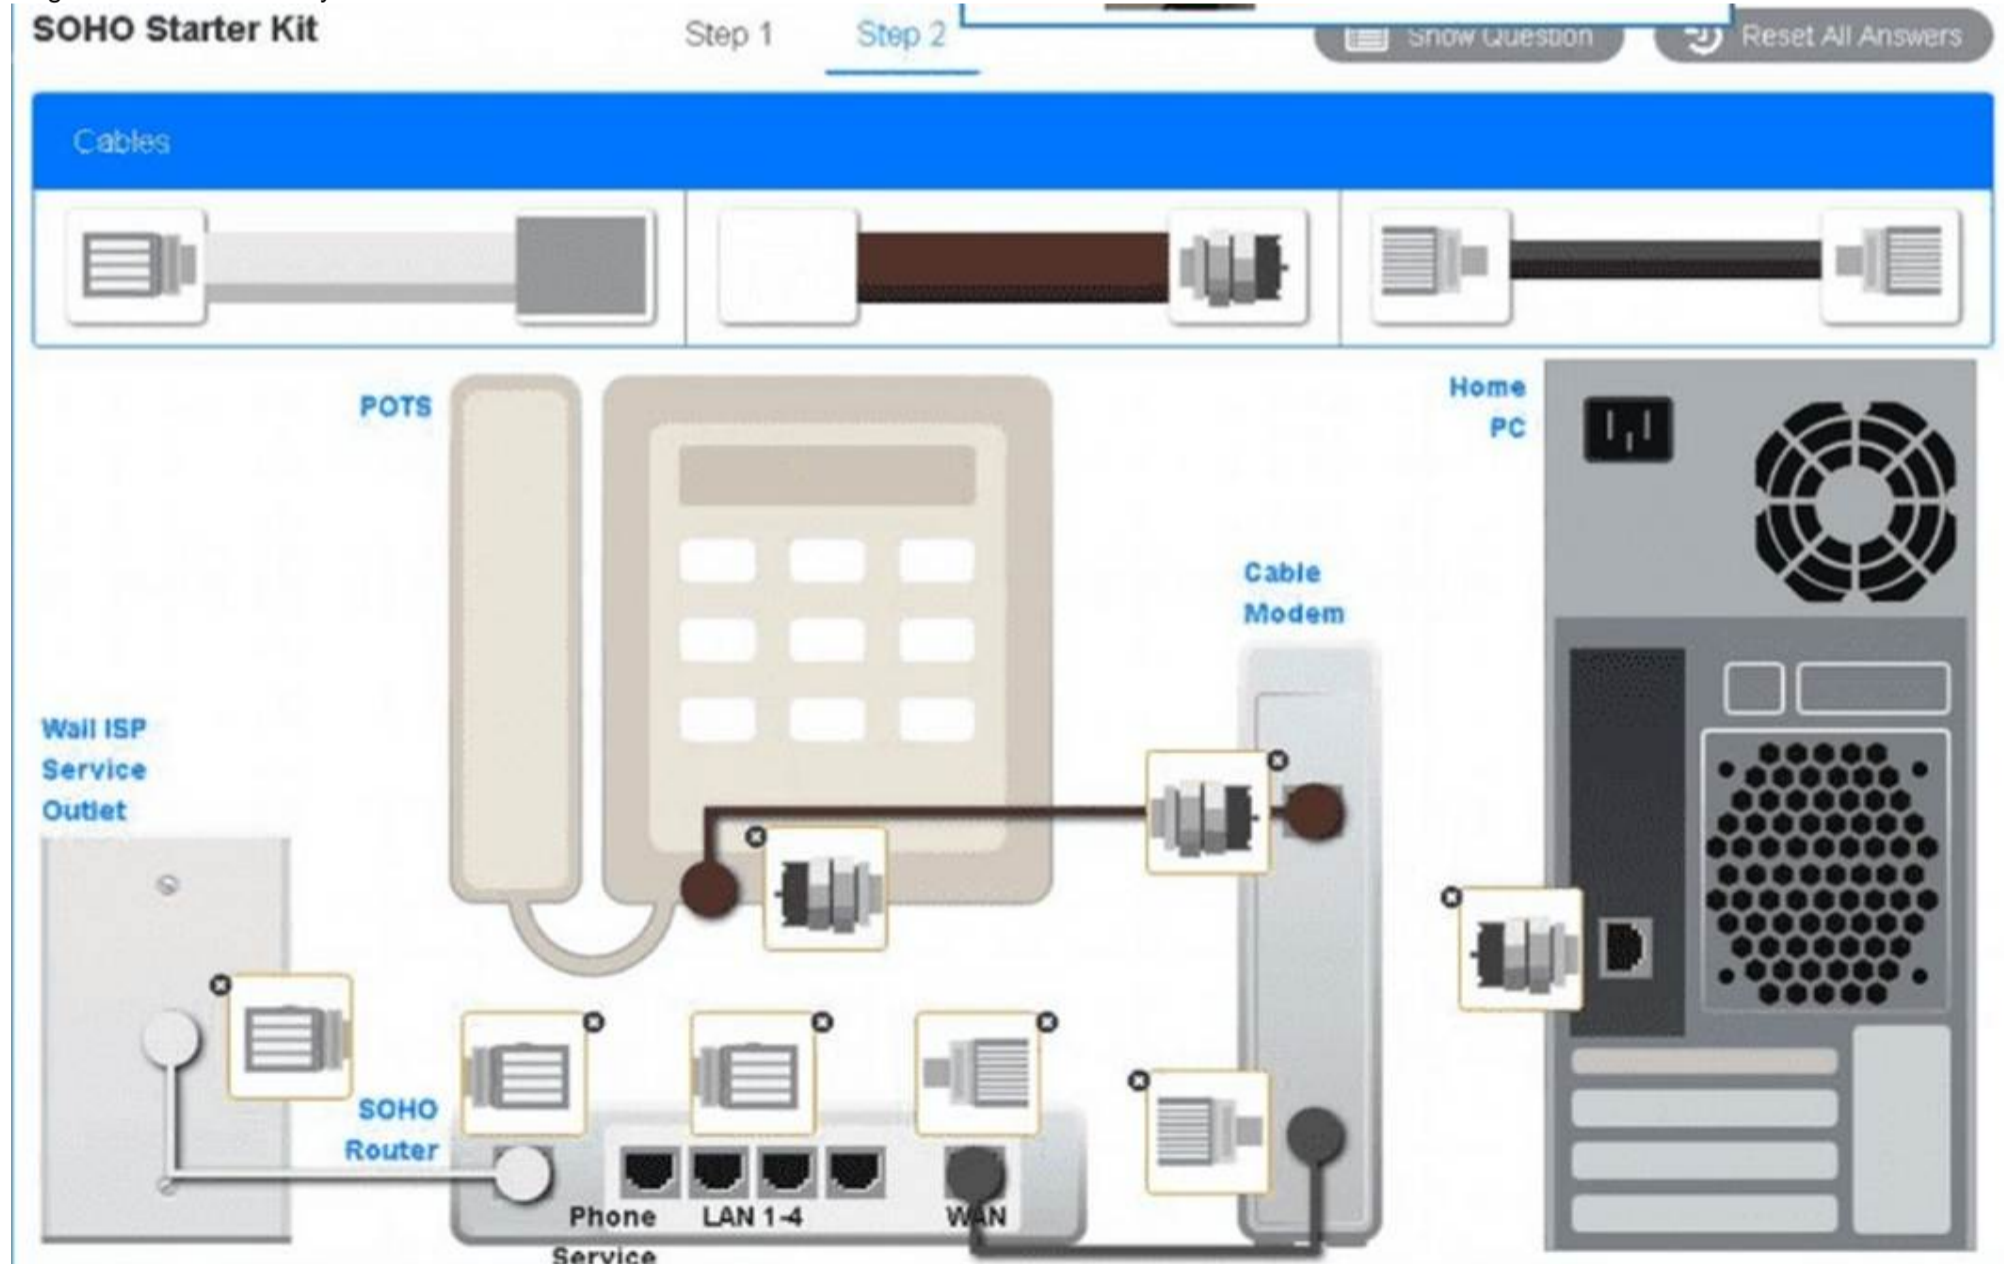 SOHO Starter Kit
Step 1
Step 2
Show Question
Reset All Answers
Cables
POTS
Home
PC
Cable
Modem
Wall ISP
Service
Outlet
SOHO
Router
Phone
Service
LAN 1-4
WAN